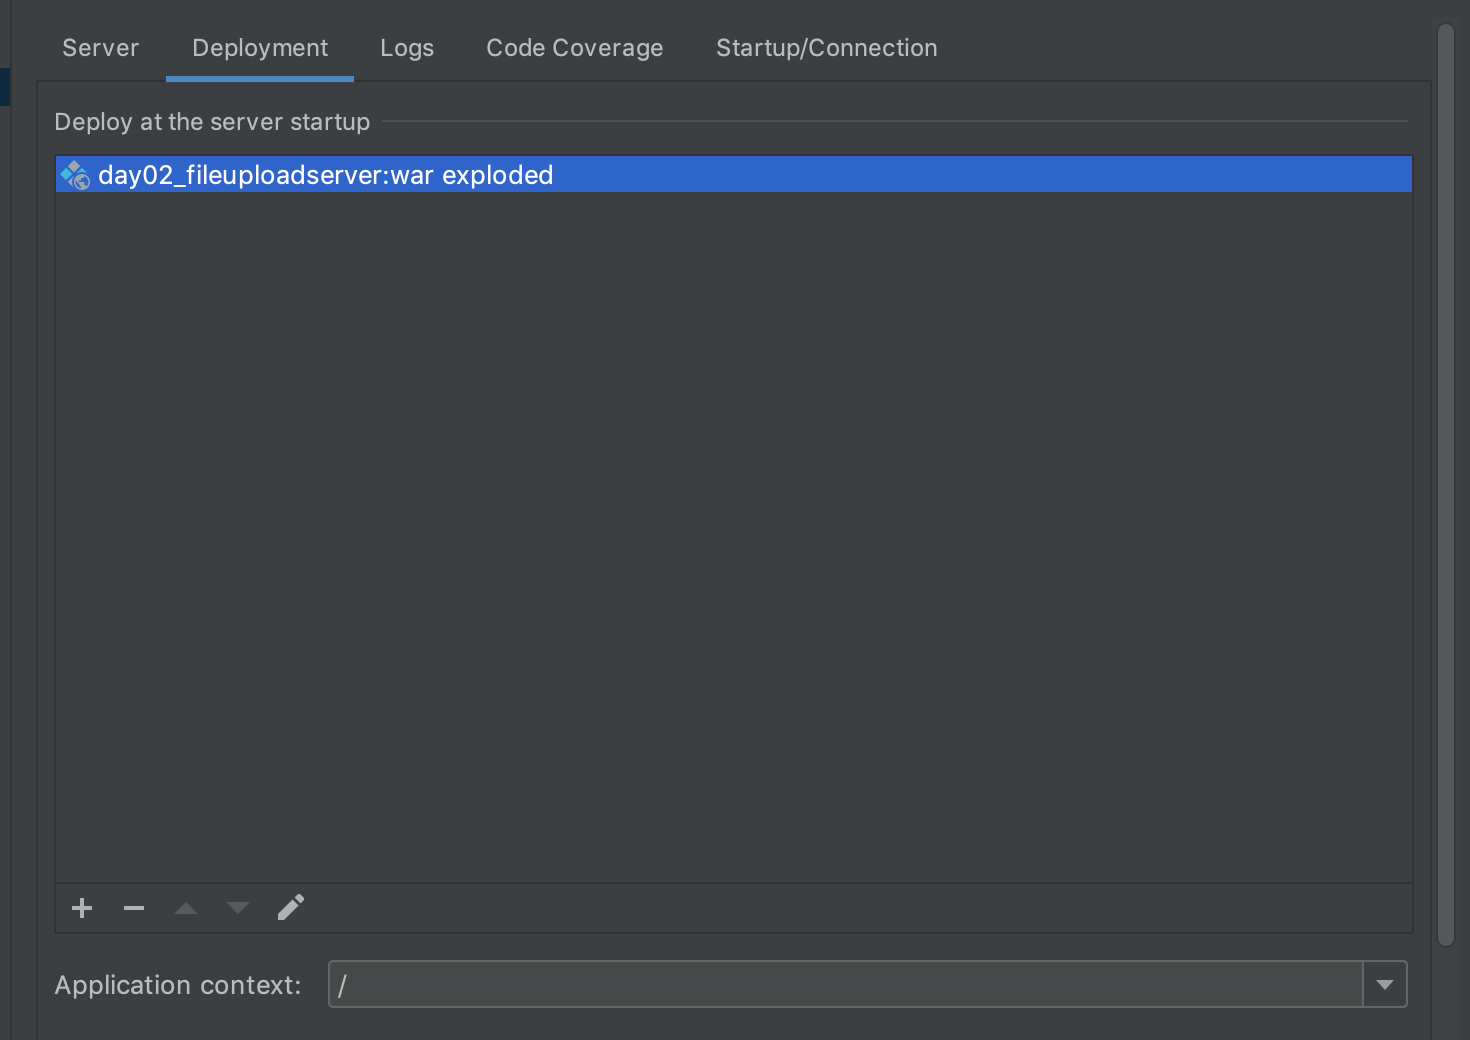 Server Deployment Logs Code Coverage Startup/Connection
Deploy at the server startup
day02_fileuploadserver:war exploded
Application context: /